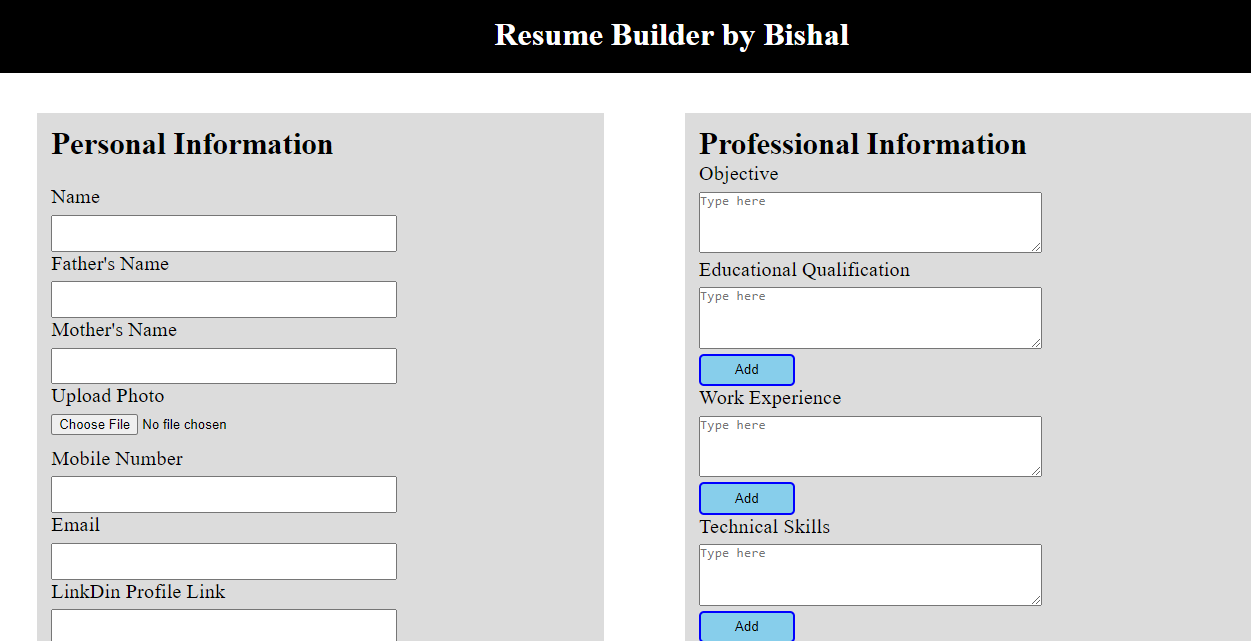 Resume Builder by Bishal
Personal Information
Name
Father's Name
Mother's Name
Upload Photo
Choose File No file chosen
Mobile Number
Email
LinkDin Profile Link
Professional Information
Objective
Type here
Educational Qualification
Type here
Add
Work Experience
Type here
Add
Technical Skills
Type here
Add